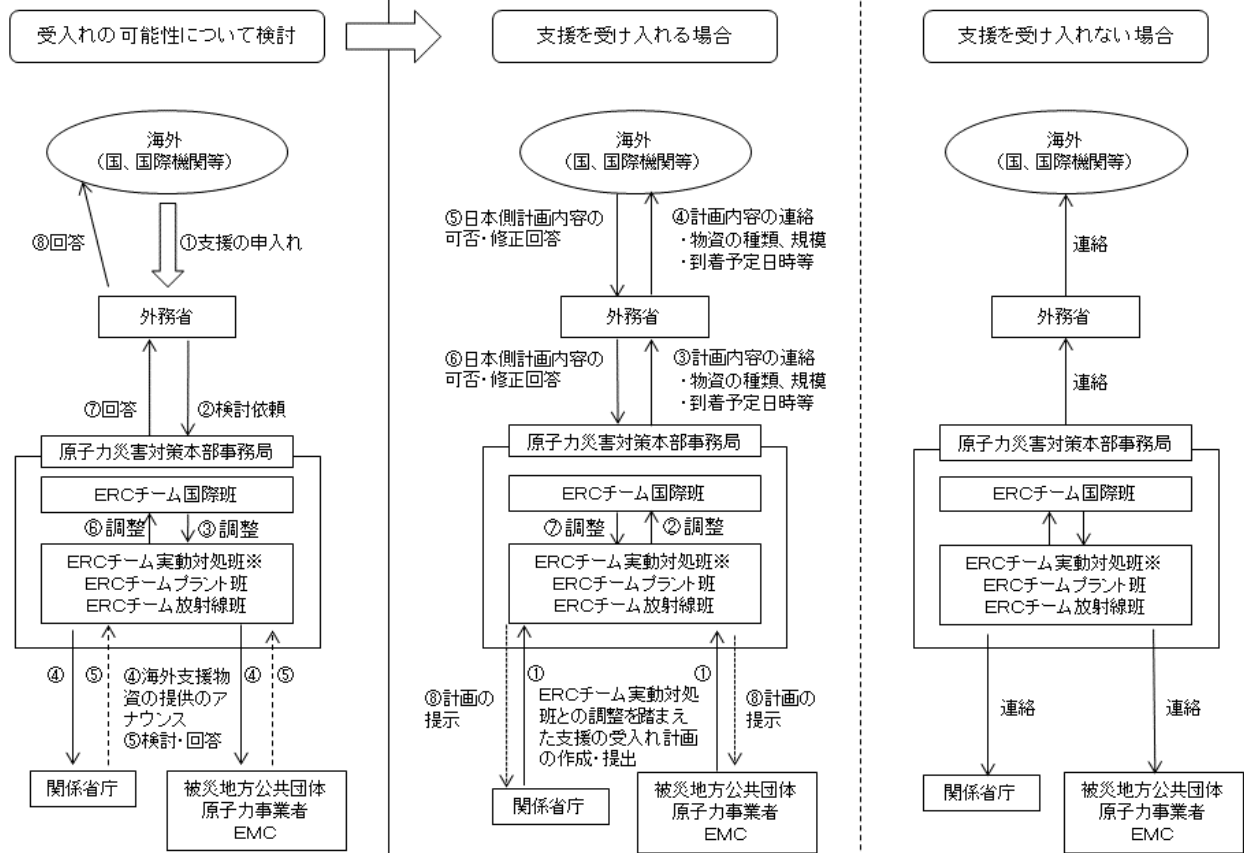 受入れの可能性について検討
海外
(国、国際機関等)
⑧回答
①支援の申入れ
外務省
⑦回答
②検討依頼
原子力災害対策本部事務局
ERCチーム国際班
⑥調整
③調整
ERCチーム実動対処班※
ERCチームプラント班
ERCチーム放射線班
④
⑤
④海外支援物
資の提供のア
ナウンス
⑤検討・回答
④
⑤
関係省庁
被災地方公共団体
原子力事業者
EMC
支援を受け入れる場合
海外
(国、国際機関等)
⑤日本側計画内容の
可否・修正回答
④計画内容の連絡
・物資の種類、規模
・到着予定日時等
外務省
⑥日本側計画内容の
可否・修正回答
③計画内容の連絡
・物資の種類、規模
・到着予定日時等
原子力災害対策本部事務局
ERCチーム国際班
⑦調整
②調整
ERCチーム実動対処班※
ERCチームプラント班
ERCチーム放射線班
⑧計画の
提示
①
ERCチーム実動対処
班との調整を踏まえ
た支援の受入れ計画
の作成・提出
①
⑧計画の
提示
関係省庁
被災地方公共団体
原子力事業者
EMC
支援を受け入れない場合
海外
(国、国際機関等)
連絡
外務省
連絡
原子力災害対策本部事務局
ERCチーム国際班
ERCチーム実動対処班※
ERCチームプラント班
ERCチーム放射線班
連絡
連絡
関係省庁
被災地方公共団体
原子力事業者
EMC